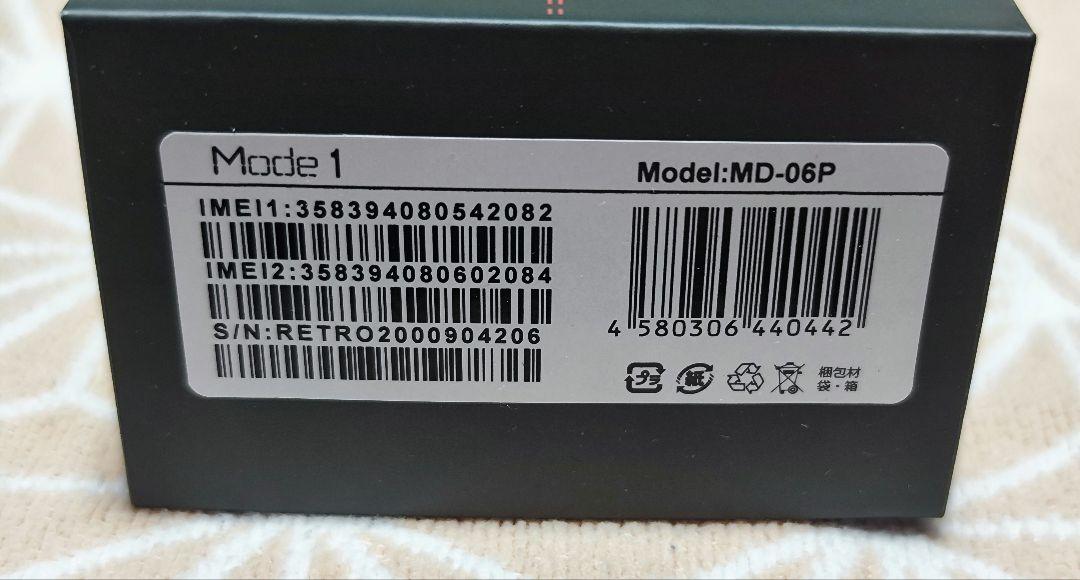 Mode 1
Model:MD-06P
IMEI1:358394080542082
IMEI2:358394080602084
S/N:RETRO2000904206
4 580306 440442
プラ 紙 梱包材
袋・箱